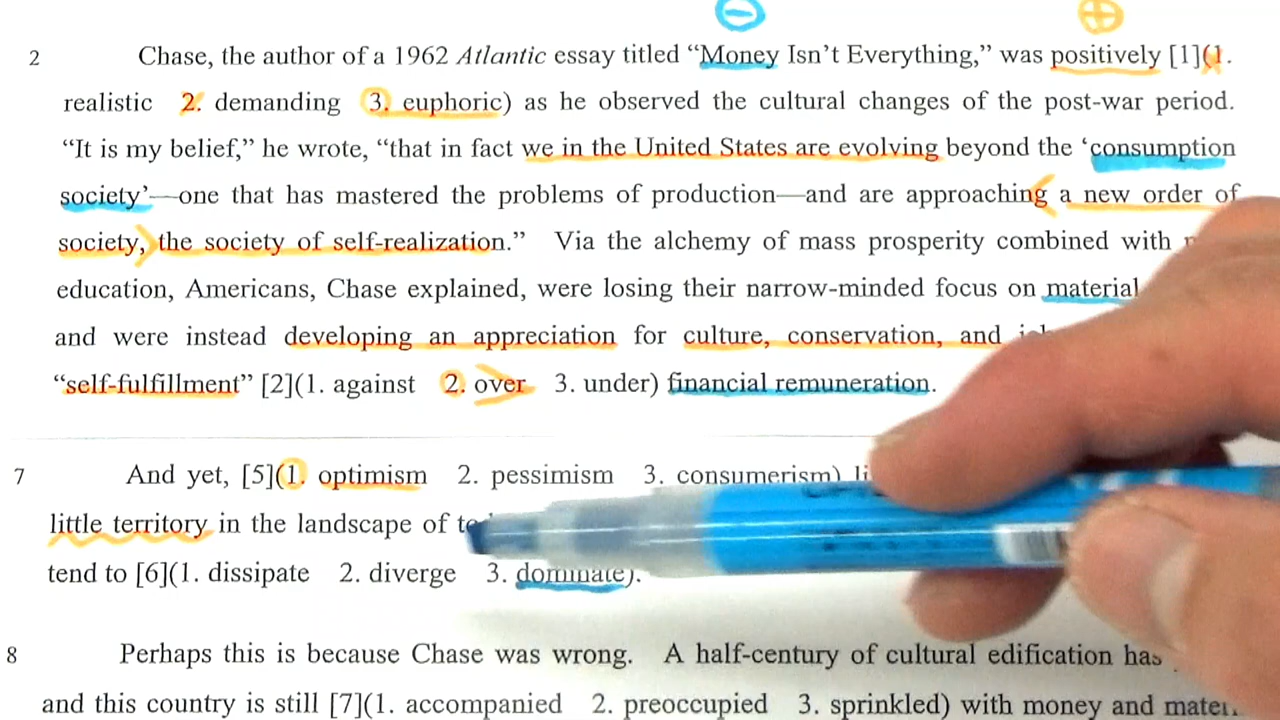 2 Chase, the author of a 1962 Atlantic essay titled “Money Isn’t Everything,” was positively [1](1.
realistic 2. demanding 3. euphoric) as he observed the cultural changes of the post-war period.
“It is my belief,” he wrote, “that in fact we in the United States are evolving beyond the ‘consumption
society’—one that has mastered the problems of production—and are approaching a new order of
society, the society of self-realization.” Via the alchemy of mass prosperity combined with
education, Americans, Chase explained, were losing their narrow-minded focus on material
and were instead developing an appreciation for culture, conservation, and
“self-fulfillment” [2](1. against 2. over 3. under) financial remuneration.
7 And yet, [5](1. optimism 2. pessimism 3. consumerism)
little territory in the landscape of
tend to [6](1. dissipate 2. diverge 3. dominate).
8 Perhaps this is because Chase was wrong. A half-century of cultural edification has
and this country is still [7](1. accompanied 2. preoccupied 3. sprinkled) with money and